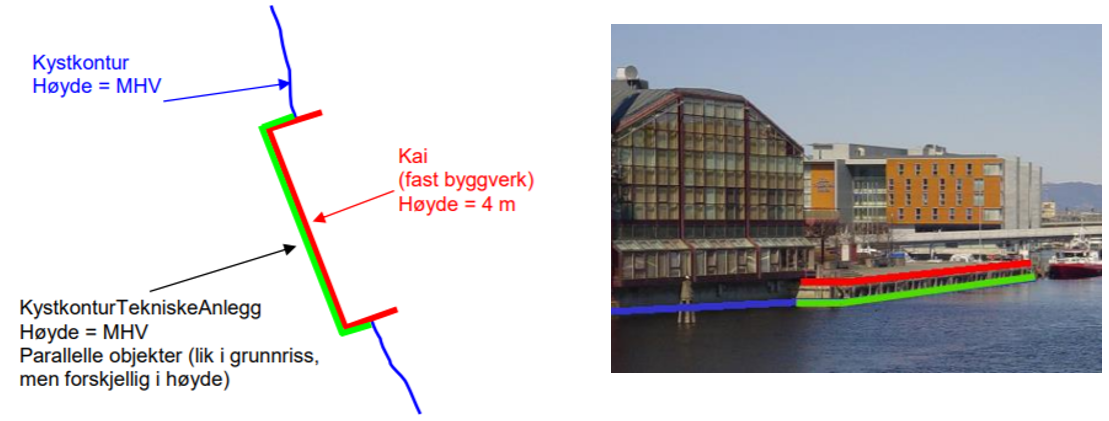 Kystkontur
Høyde = MHV
Kai
(fast byggverk)
Høyde = 4 m
KystkonturTekniskeAnlegg
Høyde = MHV
Parallelle objekter (lik i grunnriss,
men forskjellig i høyde)